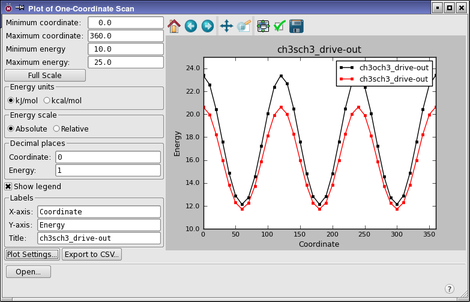 Plot of One-Coordinate Scan
Minimum coordinate: 0.0
Maximum coordinate: 360.0
Minimum energy 10.0
Maximum energy: 25.0
Full Scale
Energy units
kJ/mol kcal/mol
Energy scale
Absolute Relative
Decimal places
Coordinate: 0
Energy: 1
Show legend
Labels
X-axis: Coordinate
Y-axis: Energy
Title: ch3sch3_drive-out
Plot Settings... Export to CSV...
Open...
ch3sch3_drive-out
ch3och3_drive-out
ch3sch3_drive-out
24.0
22.0
20.0
18.0
16.0
14.0
12.0
10.0
Energy
0 50 100 150 200 250 300 350
Coordinate
?